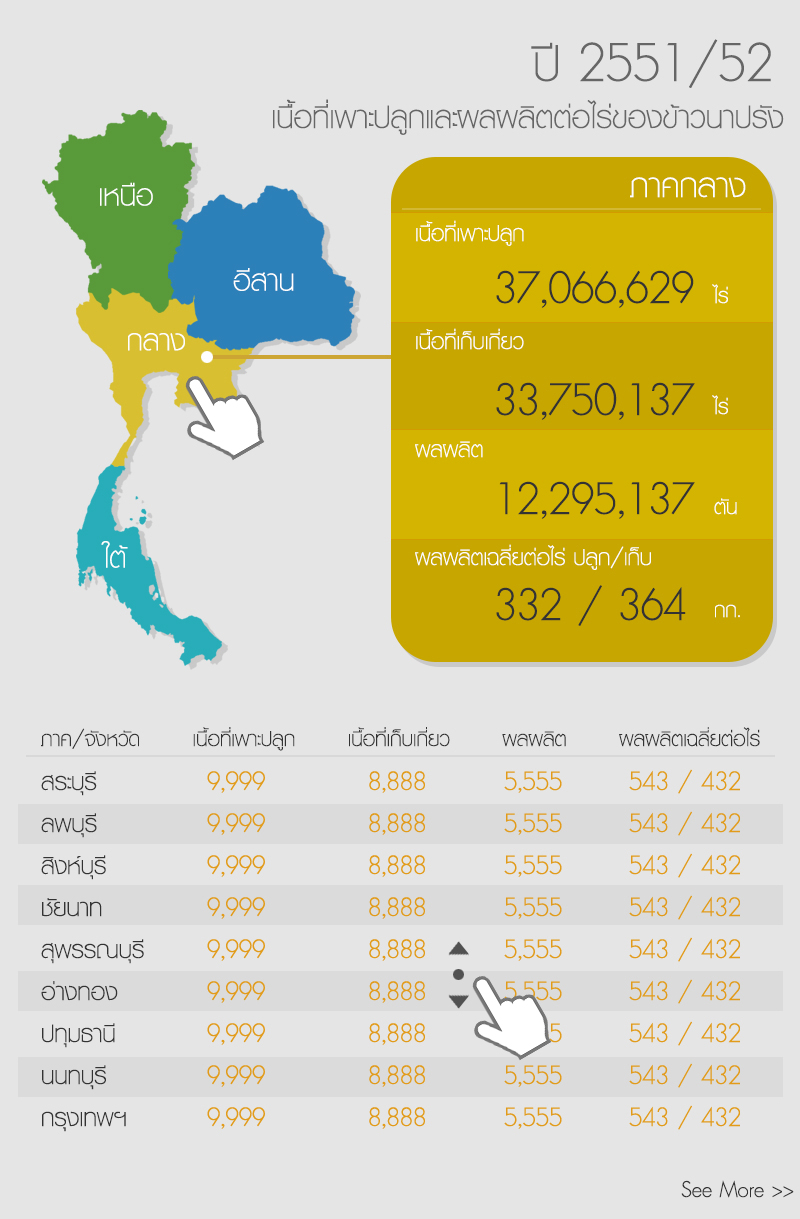 ปี 2551/52
เนื้อที่เพาะปลูกและผลผลิตต่อไร่ของข้าวนาปรัง
เหนือ
อีสาน
กลาง
ใต้
ภาคกลาง
เนื้อที่เพาะปลูก
37,066,629 ไร่
เนื้อที่เก็บเกี่ยว
33,750,137 ไร่
ผลผลิต
12,295,137 ตัน
ผลผลิตเฉลี่ยต่อไร่ ปลูก/เก็บ
332 / 364 กก.
ภาค/จังหวัด เนื้อที่เพาะปลูก เนื้อที่เก็บเกี่ยว ผลผลิต ผลผลิตเฉลี่ยต่อไร่
สระบุรี 9,999 8,888 5,555 543 / 432
ลพบุรี 9,999 8,888 5,555 543 / 432
สิงห์บุรี 9,999 8,888 5,555 543 / 432
ชัยนาท 9,999 8,888 5,555 543 / 432
สุพรรณบุรี 9,999 8,888 5,555 543 / 432
อ่างทอง 9,999 8,888 5,555 543 / 432
ปทุมธานี 9,999 8,888 5 543 / 432
นนทบุรี 9,999 8,888 5,555 543 / 432
กรุงเทพฯ 9,999 8,888 5,555 543 / 432
See More >>